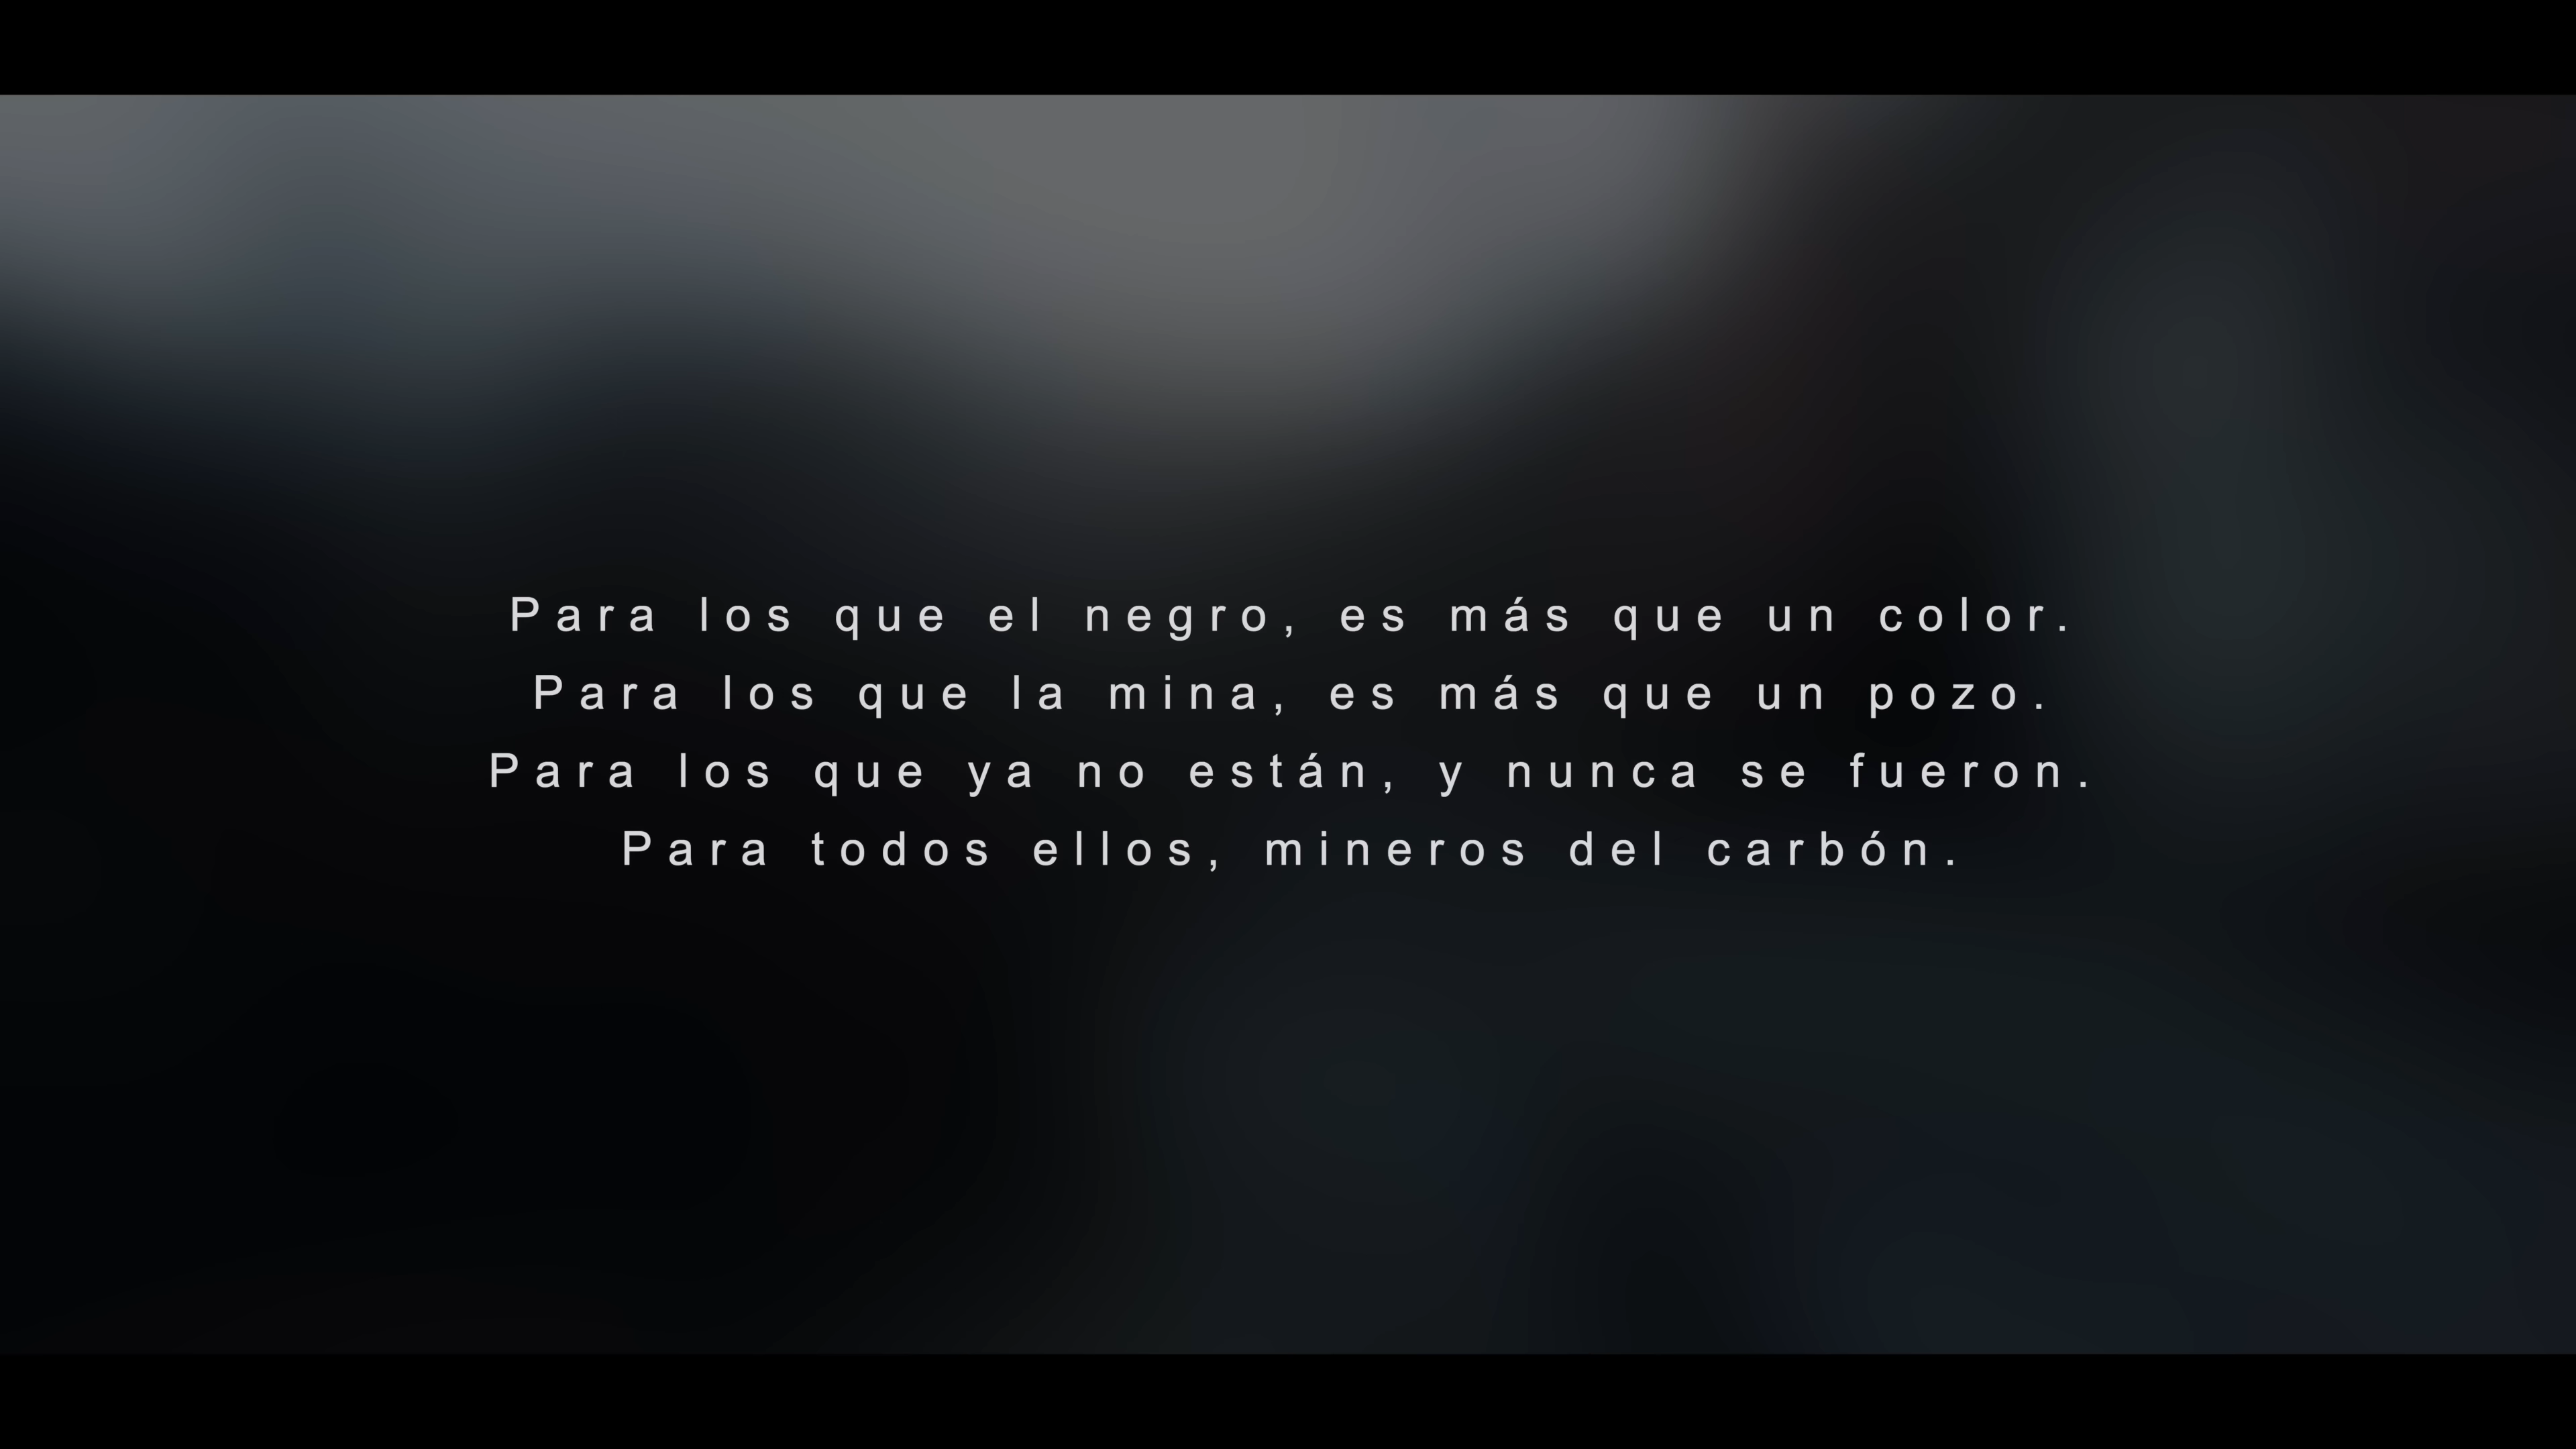 Para los que el negro, es más que un color.
Para los que la mina, es más que un pozo.
Para los que ya no están, y nunca se fueron.
Para todos ellos, mineros del carbón.